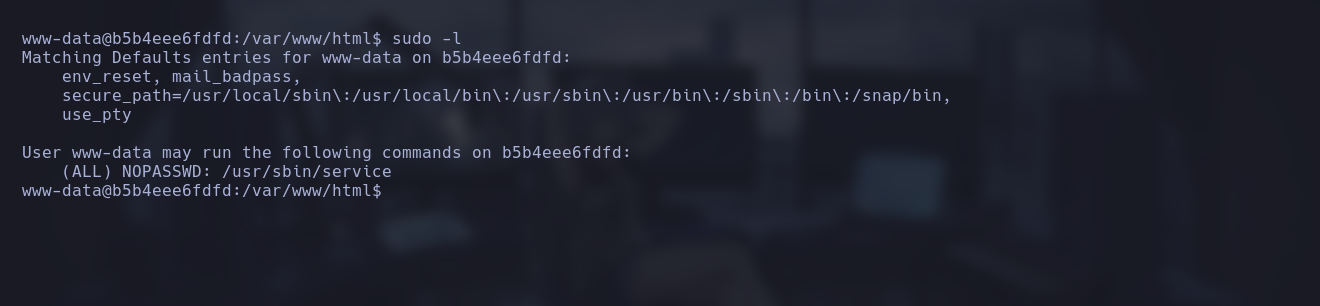 www-data@b5b4eee6fdfd:/var/www/html$ sudo -l
Matching Defaults entries for www-data on b5b4eee6fdfd:
    env_reset, mail_badpass,
    secure_path=/usr/local/sbin\:/usr/local/bin\:/usr/sbin\:/usr/bin\:/sbin\:/bin\:/snap/bin,
    use_pty

User www-data may run the following commands on b5b4eee6fdfd:
    (ALL) NOPASSWD: /usr/sbin/service
www-data@b5b4eee6fdfd:/var/www/html$